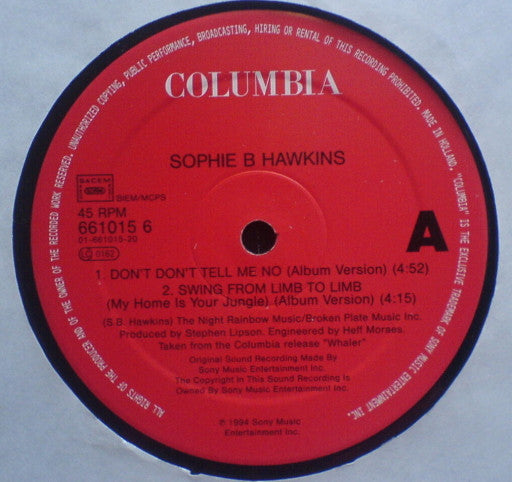 ALL RIGHTS OF THE PRODUCER AND OF THE OWNER OF THE RECORDED WORK RESERVED. UNAUTHORIZED COPYING, PUBLIC PERFORMANCE, BROADCASTING, HIRING OR RENTAL OF THIS RECORDING PROHIBITED. MADE IN HOLLAND. "COLUMBIA" IS THE EXCLUSIVE TRADEMARK OF SONY MUSIC ENTERTAINMENT INC.
COLUMBIA
SOPHIE B HAWKINS
SACEM
BIEM/MCPS
45 RPM
661015 6
01-661015-20
LC 0162
A
1. DON'T DON'T TELL ME NO (Album Version) (4:52)
2. SWING FROM LIMB TO LIMB
(My Home Is Your Jungle) (Album Version) (4:15)
(S.B. Hawkins) The Night Rainbow Music/Broken Plate Music Inc.
Produced by Stephen Lipson. Engineered by Heff Moraes.
Taken from the Columbia release "Whaler"
Original Sound Recording Made By
Sony Music Entertainment Inc.
The Copyright In This Sound Recording Is
Owned By Sony Music Entertainment Inc.
℗ 1994 Sony Music
Entertainment Inc.